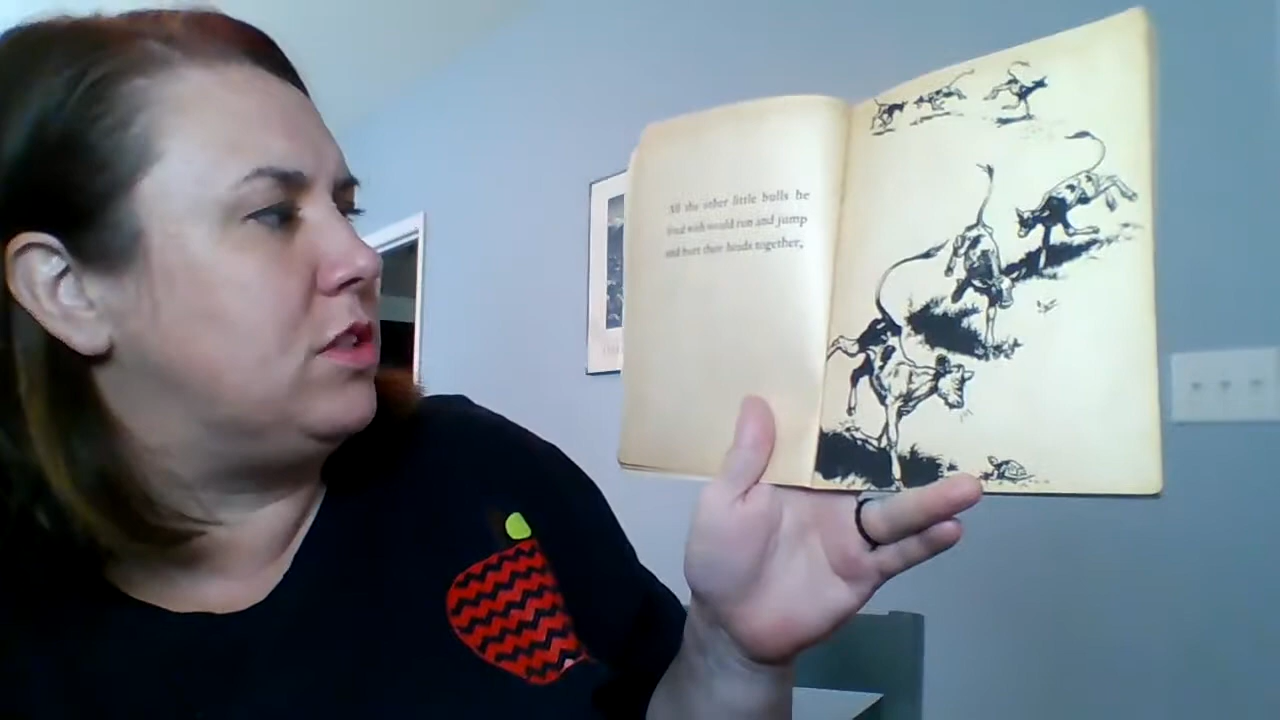 All the other little bulls he
lived with would run and jump
and butt their heads together,